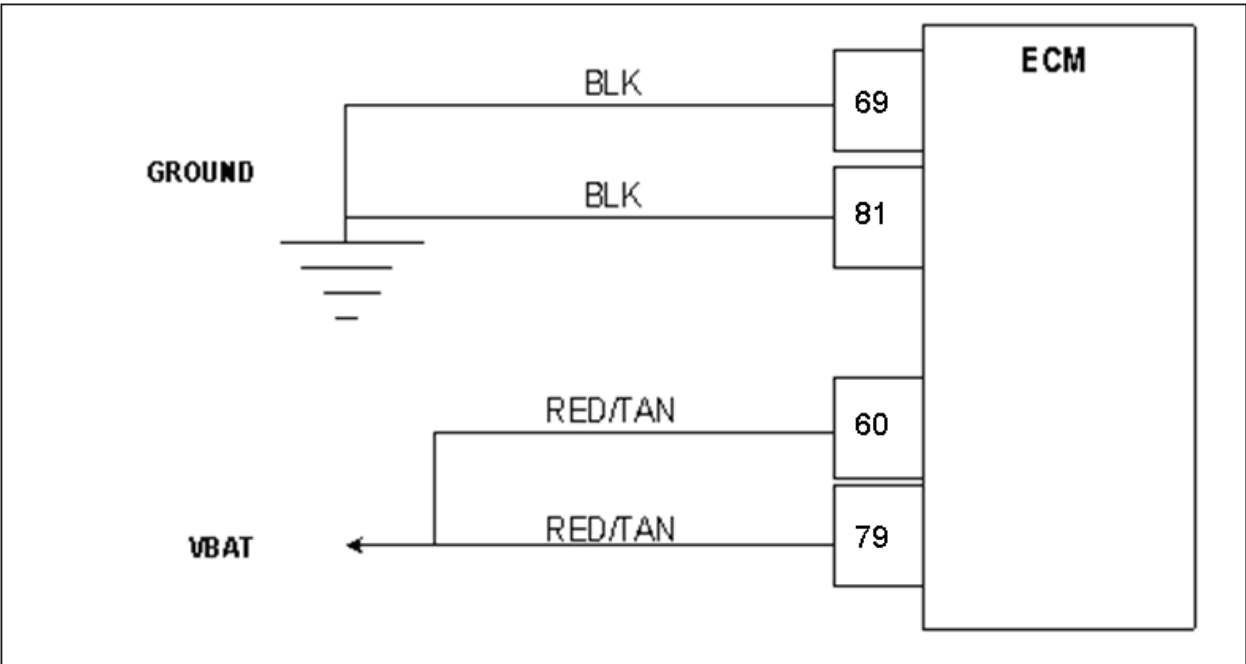 ECM
BLK
69
GROUND
BLK
81
RED/TAN
60
VBAT
RED/TAN
79